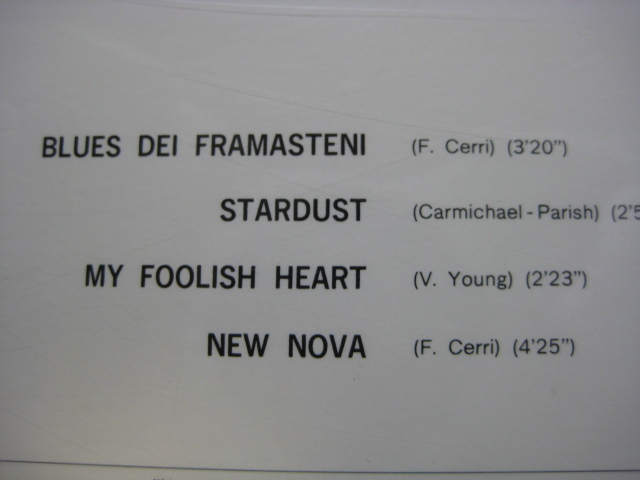 BLUES DEI FRAMASTENI (F. Cerri) (3'20")
STARDUST (Carmichael - Parish)
MY FOOLISH HEART (V. Young) (2'23")
NEW NOVA (F. Cerri) (4'25")